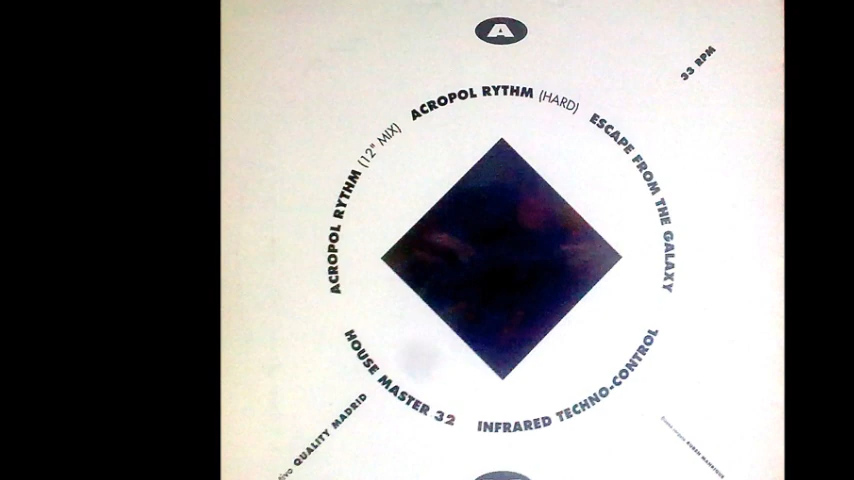 A
33 RPM
ACROPOL RYTHM (12" MIX)
ACROPOL RYTHM (HARD)
ESCAPE FROM THE GALAXY
HOUSE MASTER 32
INFRARED TECHNO-CONTROL
QUALITY MADRID